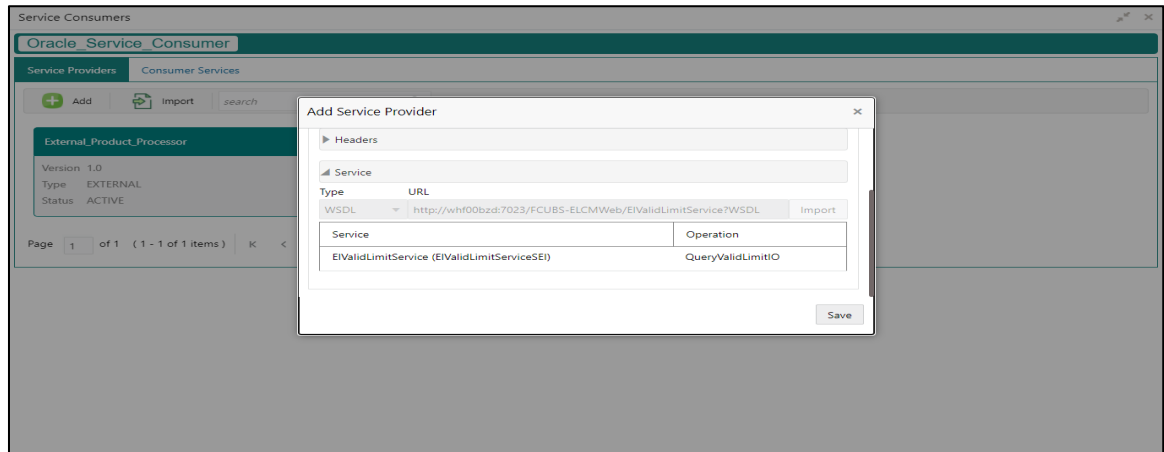 Service Consumers
Oracle_Service_Consumer
Service Providers Consumer Services
Add Import search
External_Product_Processor
Version 1.0
Type EXTERNAL
Status ACTIVE
Page 1 of 1 (1 - 1 of 1 items)
Add Service Provider
Headers
Service
Type URL
WSDL http://whf00bzd:7023/FCUBS-ELCMWeb/ElValidLimitService?WSDL Import
Service Operation
ElValidLimitService (ElValidLimitServiceSEI) QueryValidLimitIO
Save